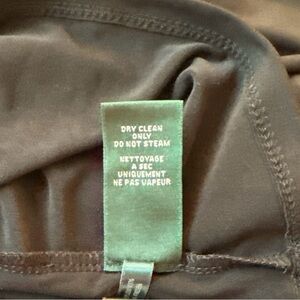 DRY CLEAN
ONLY
DO NOT STEAM
NETTOYAGE
A SEC
UNIQUEMENT
NE PAS VAPEUR